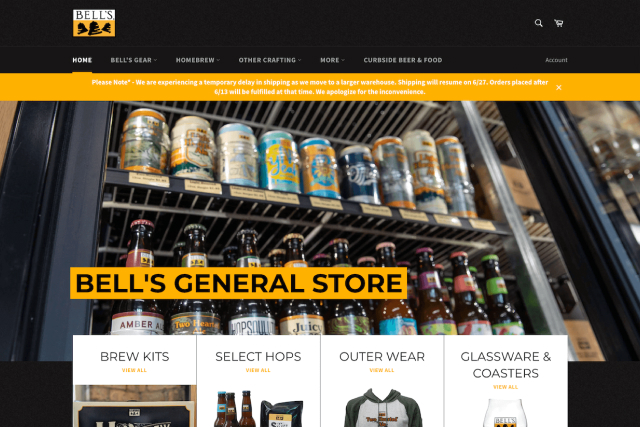 BELL'S
HOME
BELL'S GEAR
HOMEBREW
OTHER CRAFTING
MORE
CURBSIDE BEER & FOOD
Account
Please Note* - We are experiencing a temporary delay in shipping as we move to a larger warehouse. Shipping will resume on 6/27. Orders placed after
6/13 will be fulfilled at that time. We apologize for the inconvenience.
BELL'S GENERAL STORE
AMBER AL
Two Hearted
HOPSOULUTION
Juicy
BREW KITS
VIEW ALL
SELECT HOPS
VIEW ALL
OUTER WEAR
VIEW ALL
GLASSWARE &
COASTERS
VIEW ALL
BELL'S